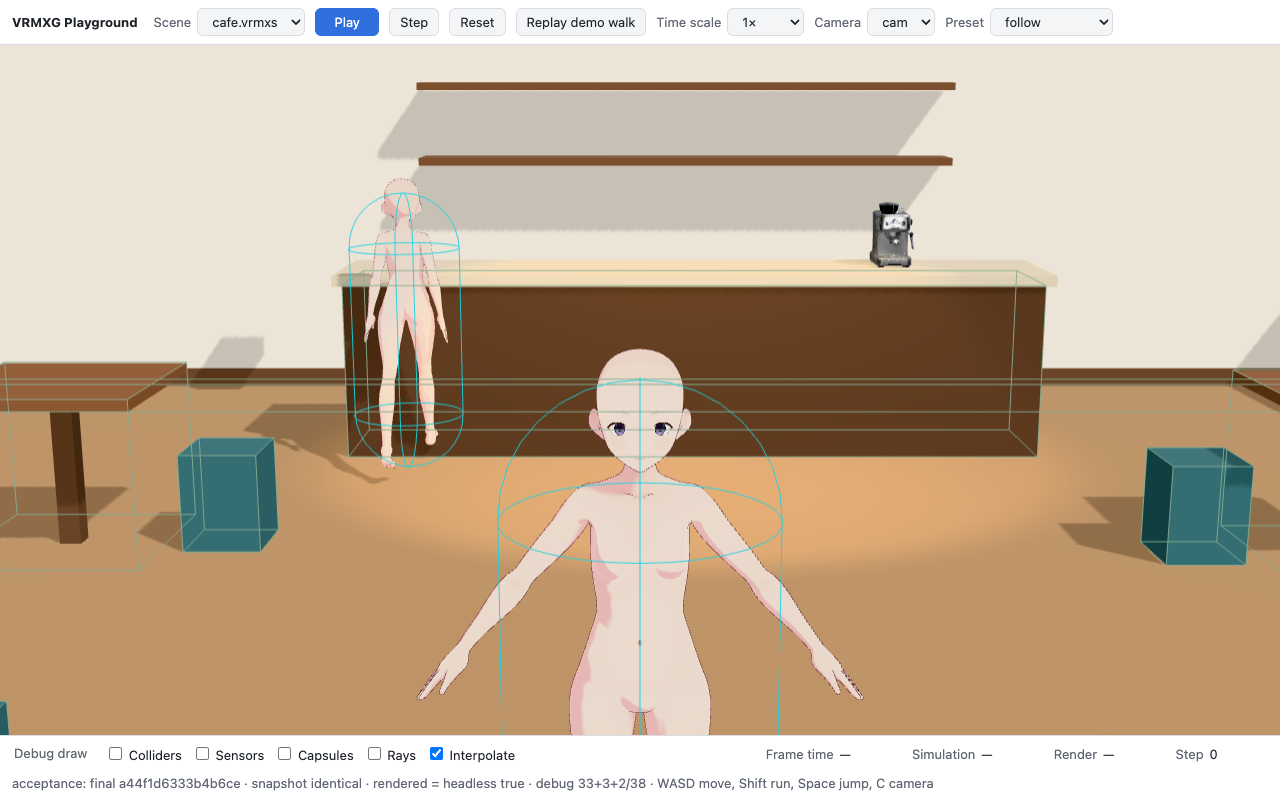 VRMXG Playground Scene cafe.vrmxs Play Step Reset Replay demo walk Time scale 1× Camera cam Preset follow
Debug draw Colliders Sensors Capsules Rays Interpolate Frame time — Simulation — Render — Step 0
acceptance: final a44f1d6333b4b6ce · snapshot identical · rendered = headless true · debug 33+3+2/38 · WASD move, Shift run, Space jump, C camera